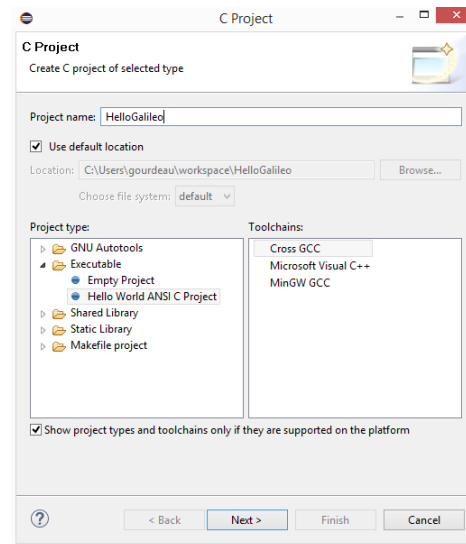 C Project
C Project
Create C project of selected type
Project name: HelloGalileo
Use default location
Location: C:\Users\gourdeau\workspace\HelloGalileo Browse...
Choose file system: default
Project type: Toolchains:
GNU Autotools Cross GCC
Executable Microsoft Visual C++
Empty Project MinGW GCC
Hello World ANSI C Project
Shared Library
Static Library
Makefile project
Show project types and toolchains only if they are supported on the platform
? < Back Next > Finish Cancel